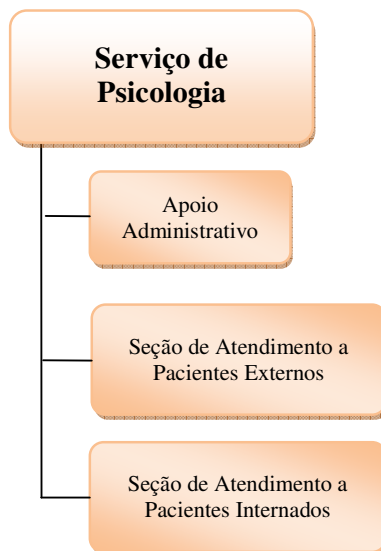 Serviço de
Psicologia
Apoio
Administrativo
Seção de Atendimento a
Pacientes Externos
Seção de Atendimento a
Pacientes Internados